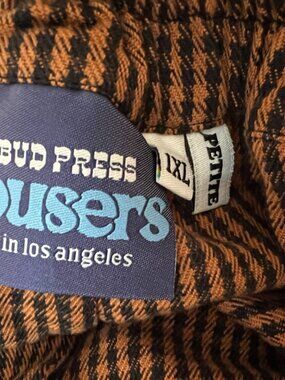 BUD PRESS
ousers
in los angeles
1XL
PETITE